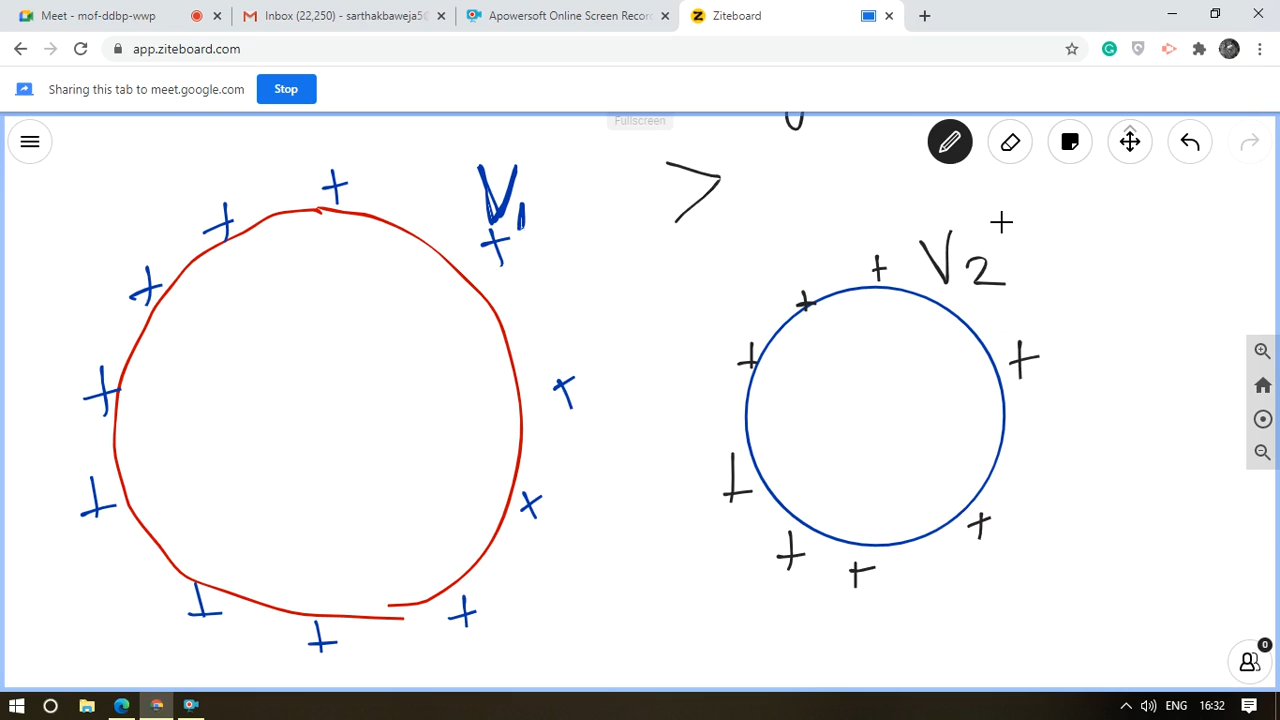 Meet - mof-ddbp-wwp
Inbox (22,250) - sarthakbaweja5
Apowersoft Online Screen Recor
Ziteboard
app.ziteboard.com
Sharing this tab to meet.google.com
Stop
Fullscreen
V1
>
V2
+ + + + + + + + + + + +
+ + + + + + + + +
0
ENG
16:32